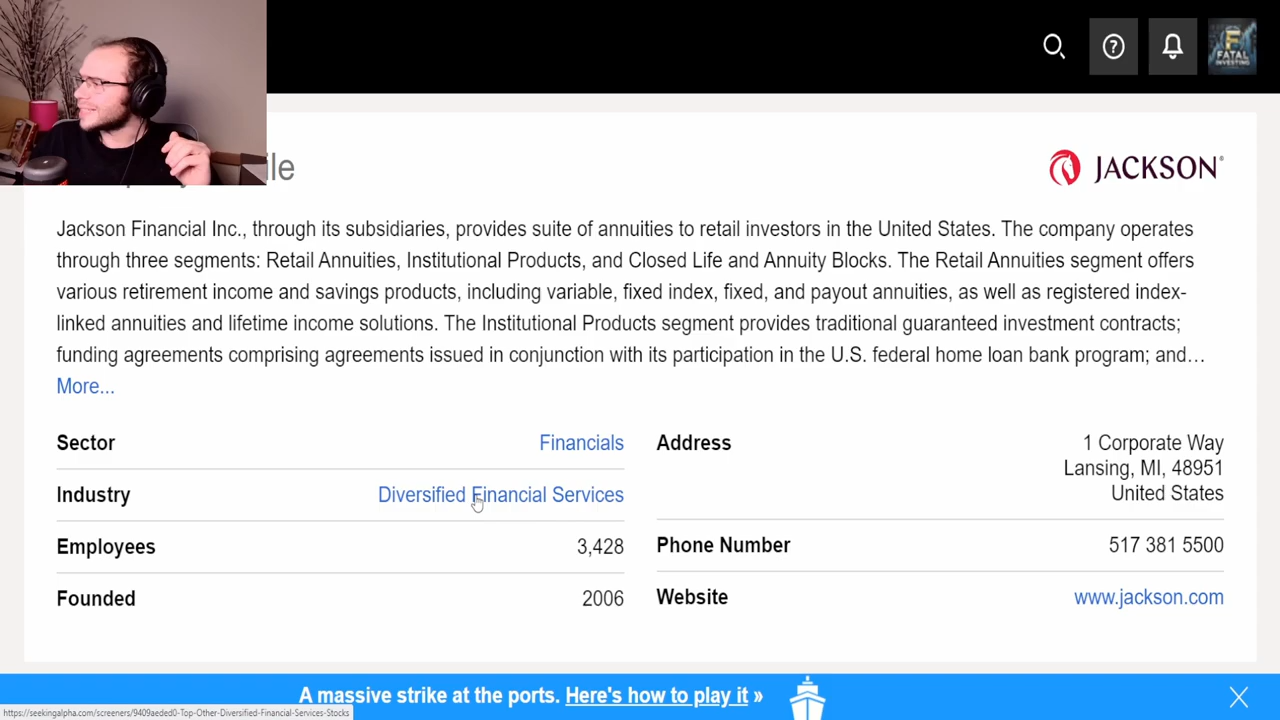 F
FATAL
INVESTING
ile
JACKSON
Jackson Financial Inc., through its subsidiaries, provides suite of annuities to retail investors in the United States. The company operates
through three segments: Retail Annuities, Institutional Products, and Closed Life and Annuity Blocks. The Retail Annuities segment offers
various retirement income and savings products, including variable, fixed index, fixed, and payout annuities, as well as registered index-
linked annuities and lifetime income solutions. The Institutional Products segment provides traditional guaranteed investment contracts;
funding agreements comprising agreements issued in conjunction with its participation in the U.S. federal home loan bank program; and…
More...
Sector Financials
Industry Diversified Financial Services
Employees 3,428
Founded 2006
Address 1 Corporate Way
Lansing, MI, 48951
United States
Phone Number 517 381 5500
Website www.jackson.com
A massive strike at the ports. Here's how to play it »
https://seekingalpha.com/screeners/9409aeded0-Top-Other-Diversified-Financial-Services-Stocks